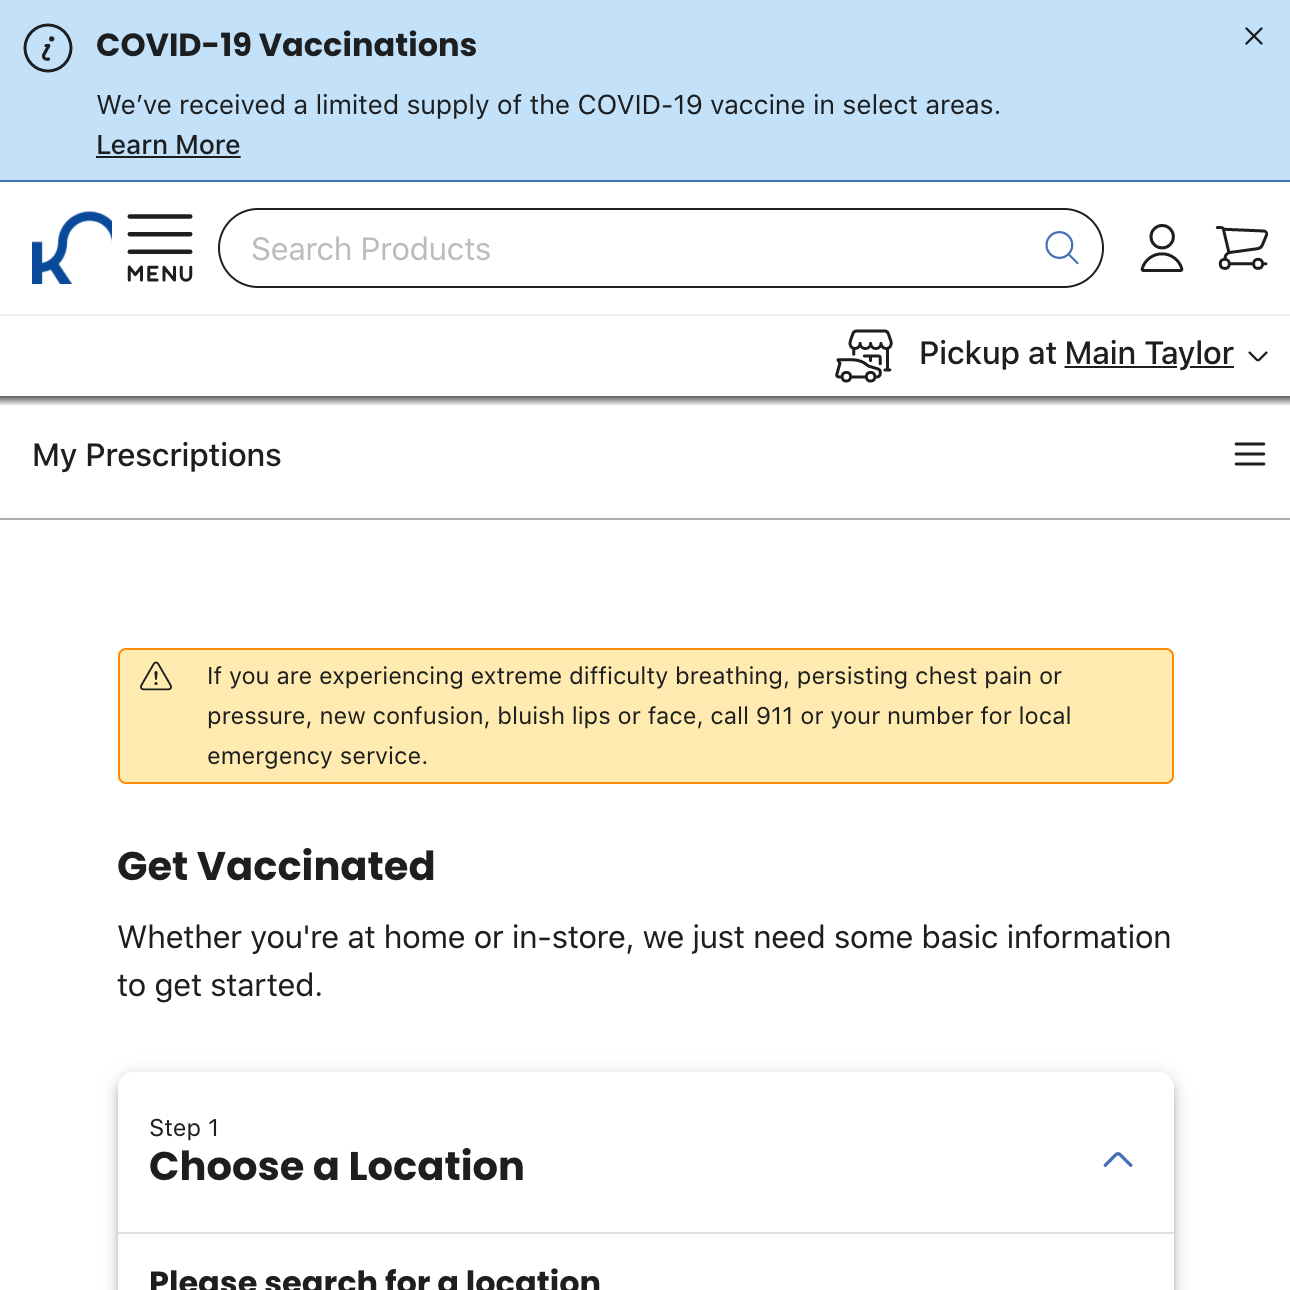 COVID-19 Vaccinations
We’ve received a limited supply of the COVID-19 vaccine in select areas.
Learn More
MENU
Search Products
Pickup at Main Taylor
My Prescriptions
If you are experiencing extreme difficulty breathing, persisting chest pain or
pressure, new confusion, bluish lips or face, call 911 or your number for local
emergency service.
Get Vaccinated
Whether you're at home or in-store, we just need some basic information
to get started.
Step 1
Choose a Location
Please search for a location